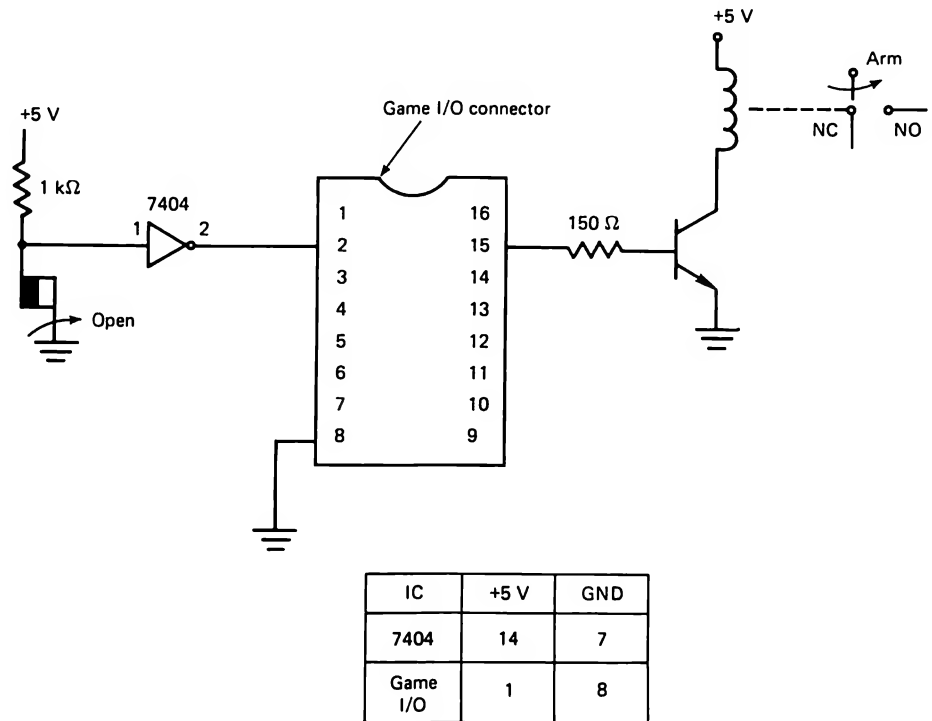 +5 V
Arm
NC
NO
Game I/O connector
+5 V
1 kΩ
7404
1
2
Open
1
2
3
4
5
6
7
8
16
15
14
13
12
11
10
9
150 Ω
IC +5 V GND
7404 14 7
Game I/O 1 8